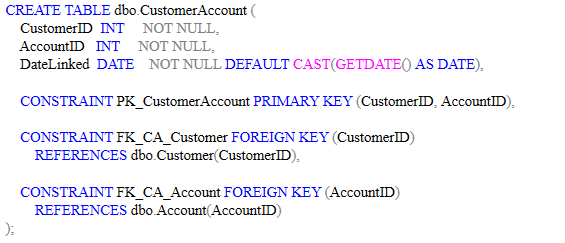 CREATE TABLE dbo.CustomerAccount (
CustomerID INT NOT NULL,
AccountID INT NOT NULL,
DateLinked DATE NOT NULL DEFAULT CAST(GETDATE() AS DATE),
CONSTRAINT PK_CustomerAccount PRIMARY KEY (CustomerID, AccountID),
CONSTRAINT FK_CA_Customer FOREIGN KEY (CustomerID)
REFERENCES dbo.Customer(CustomerID),
CONSTRAINT FK_CA_Account FOREIGN KEY (AccountID)
REFERENCES dbo.Account(AccountID)
);